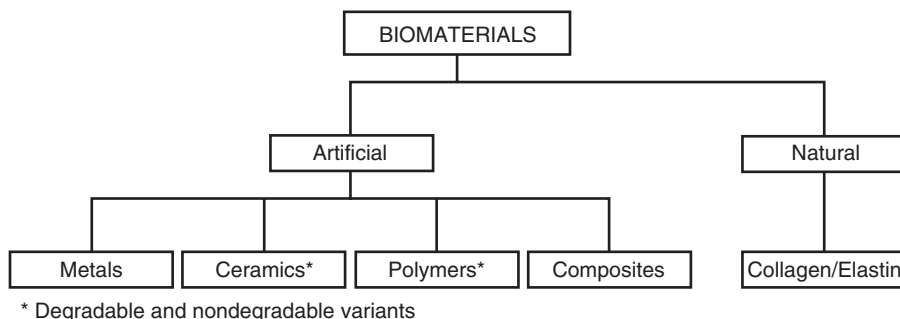 BIOMATERIALS
Artificial
Natural
Metals
Ceramics*
Polymers*
Composites
Collagen/Elastin
* Degradable and nondegradable variants